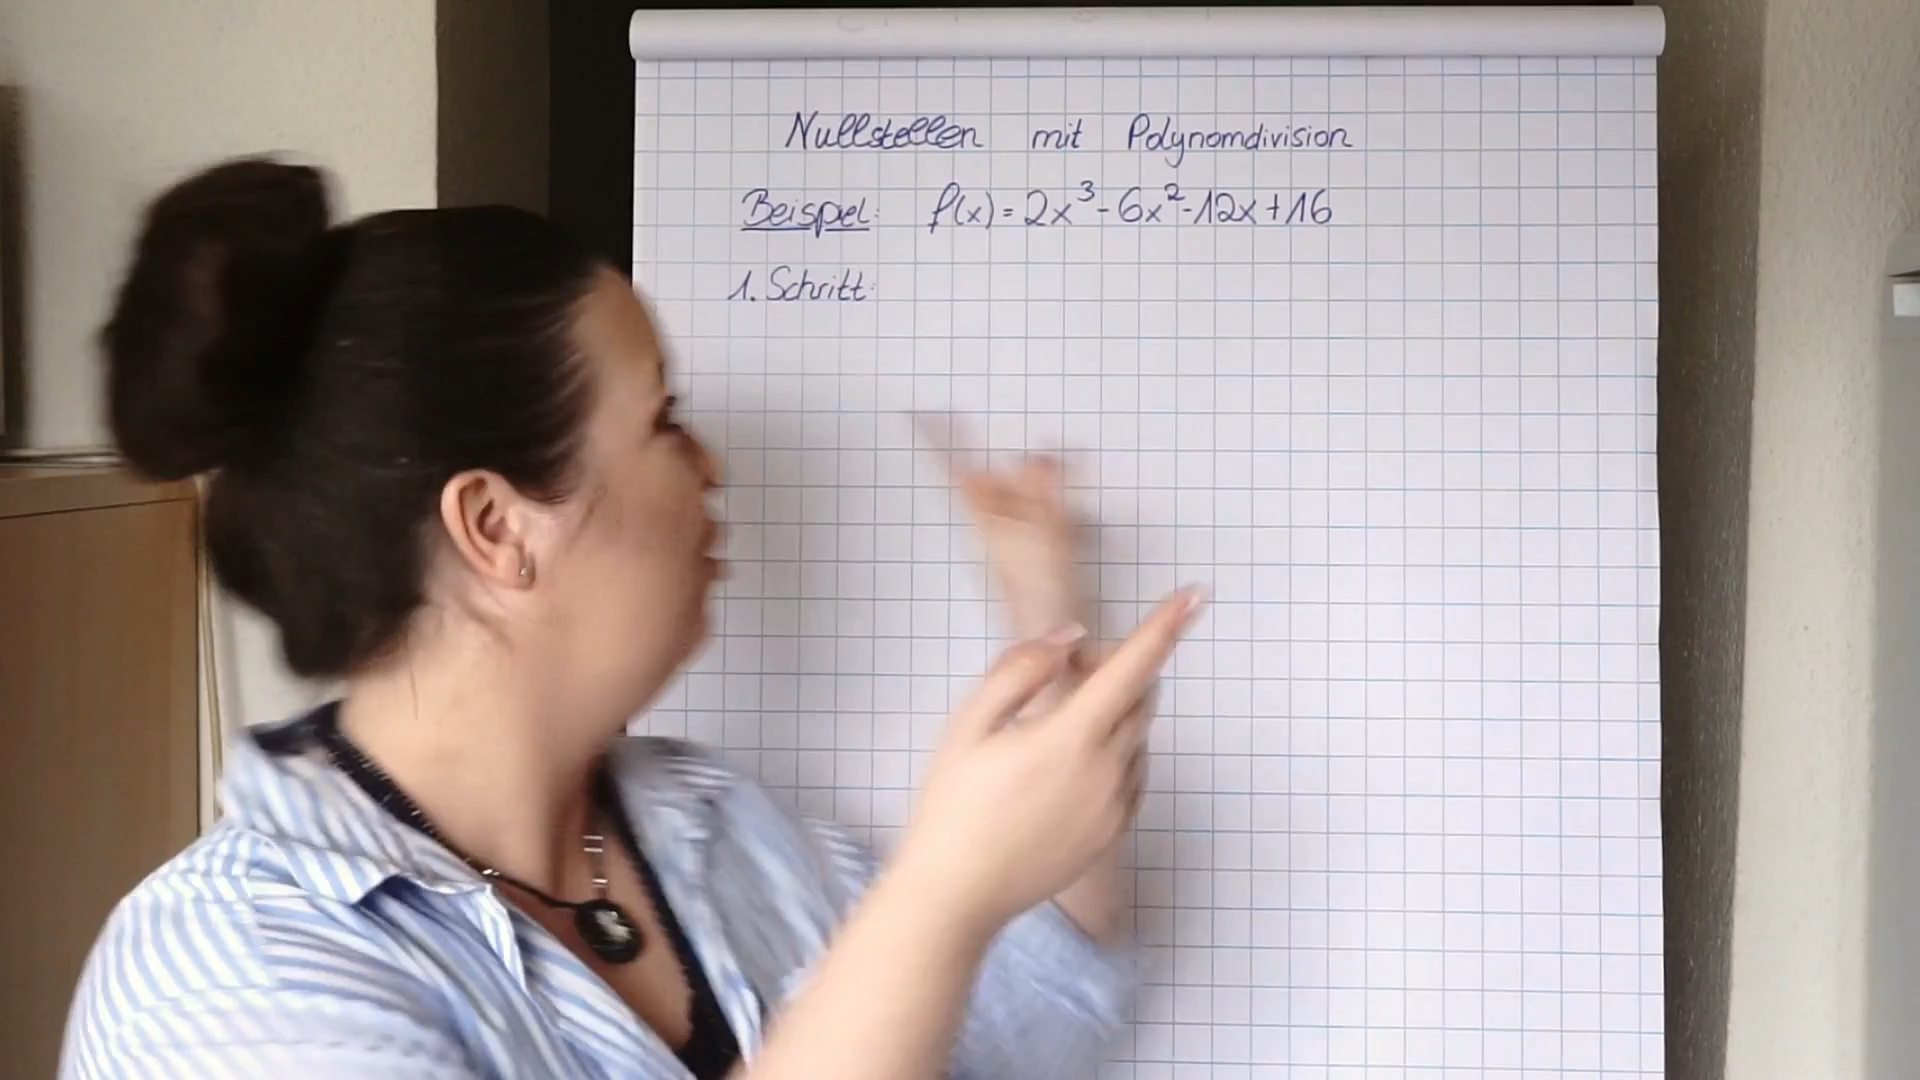 Nullstellen mit Polynomdivision
Beispiel: f(x) = 2x³-6x²-12x+16
1. Schritt: